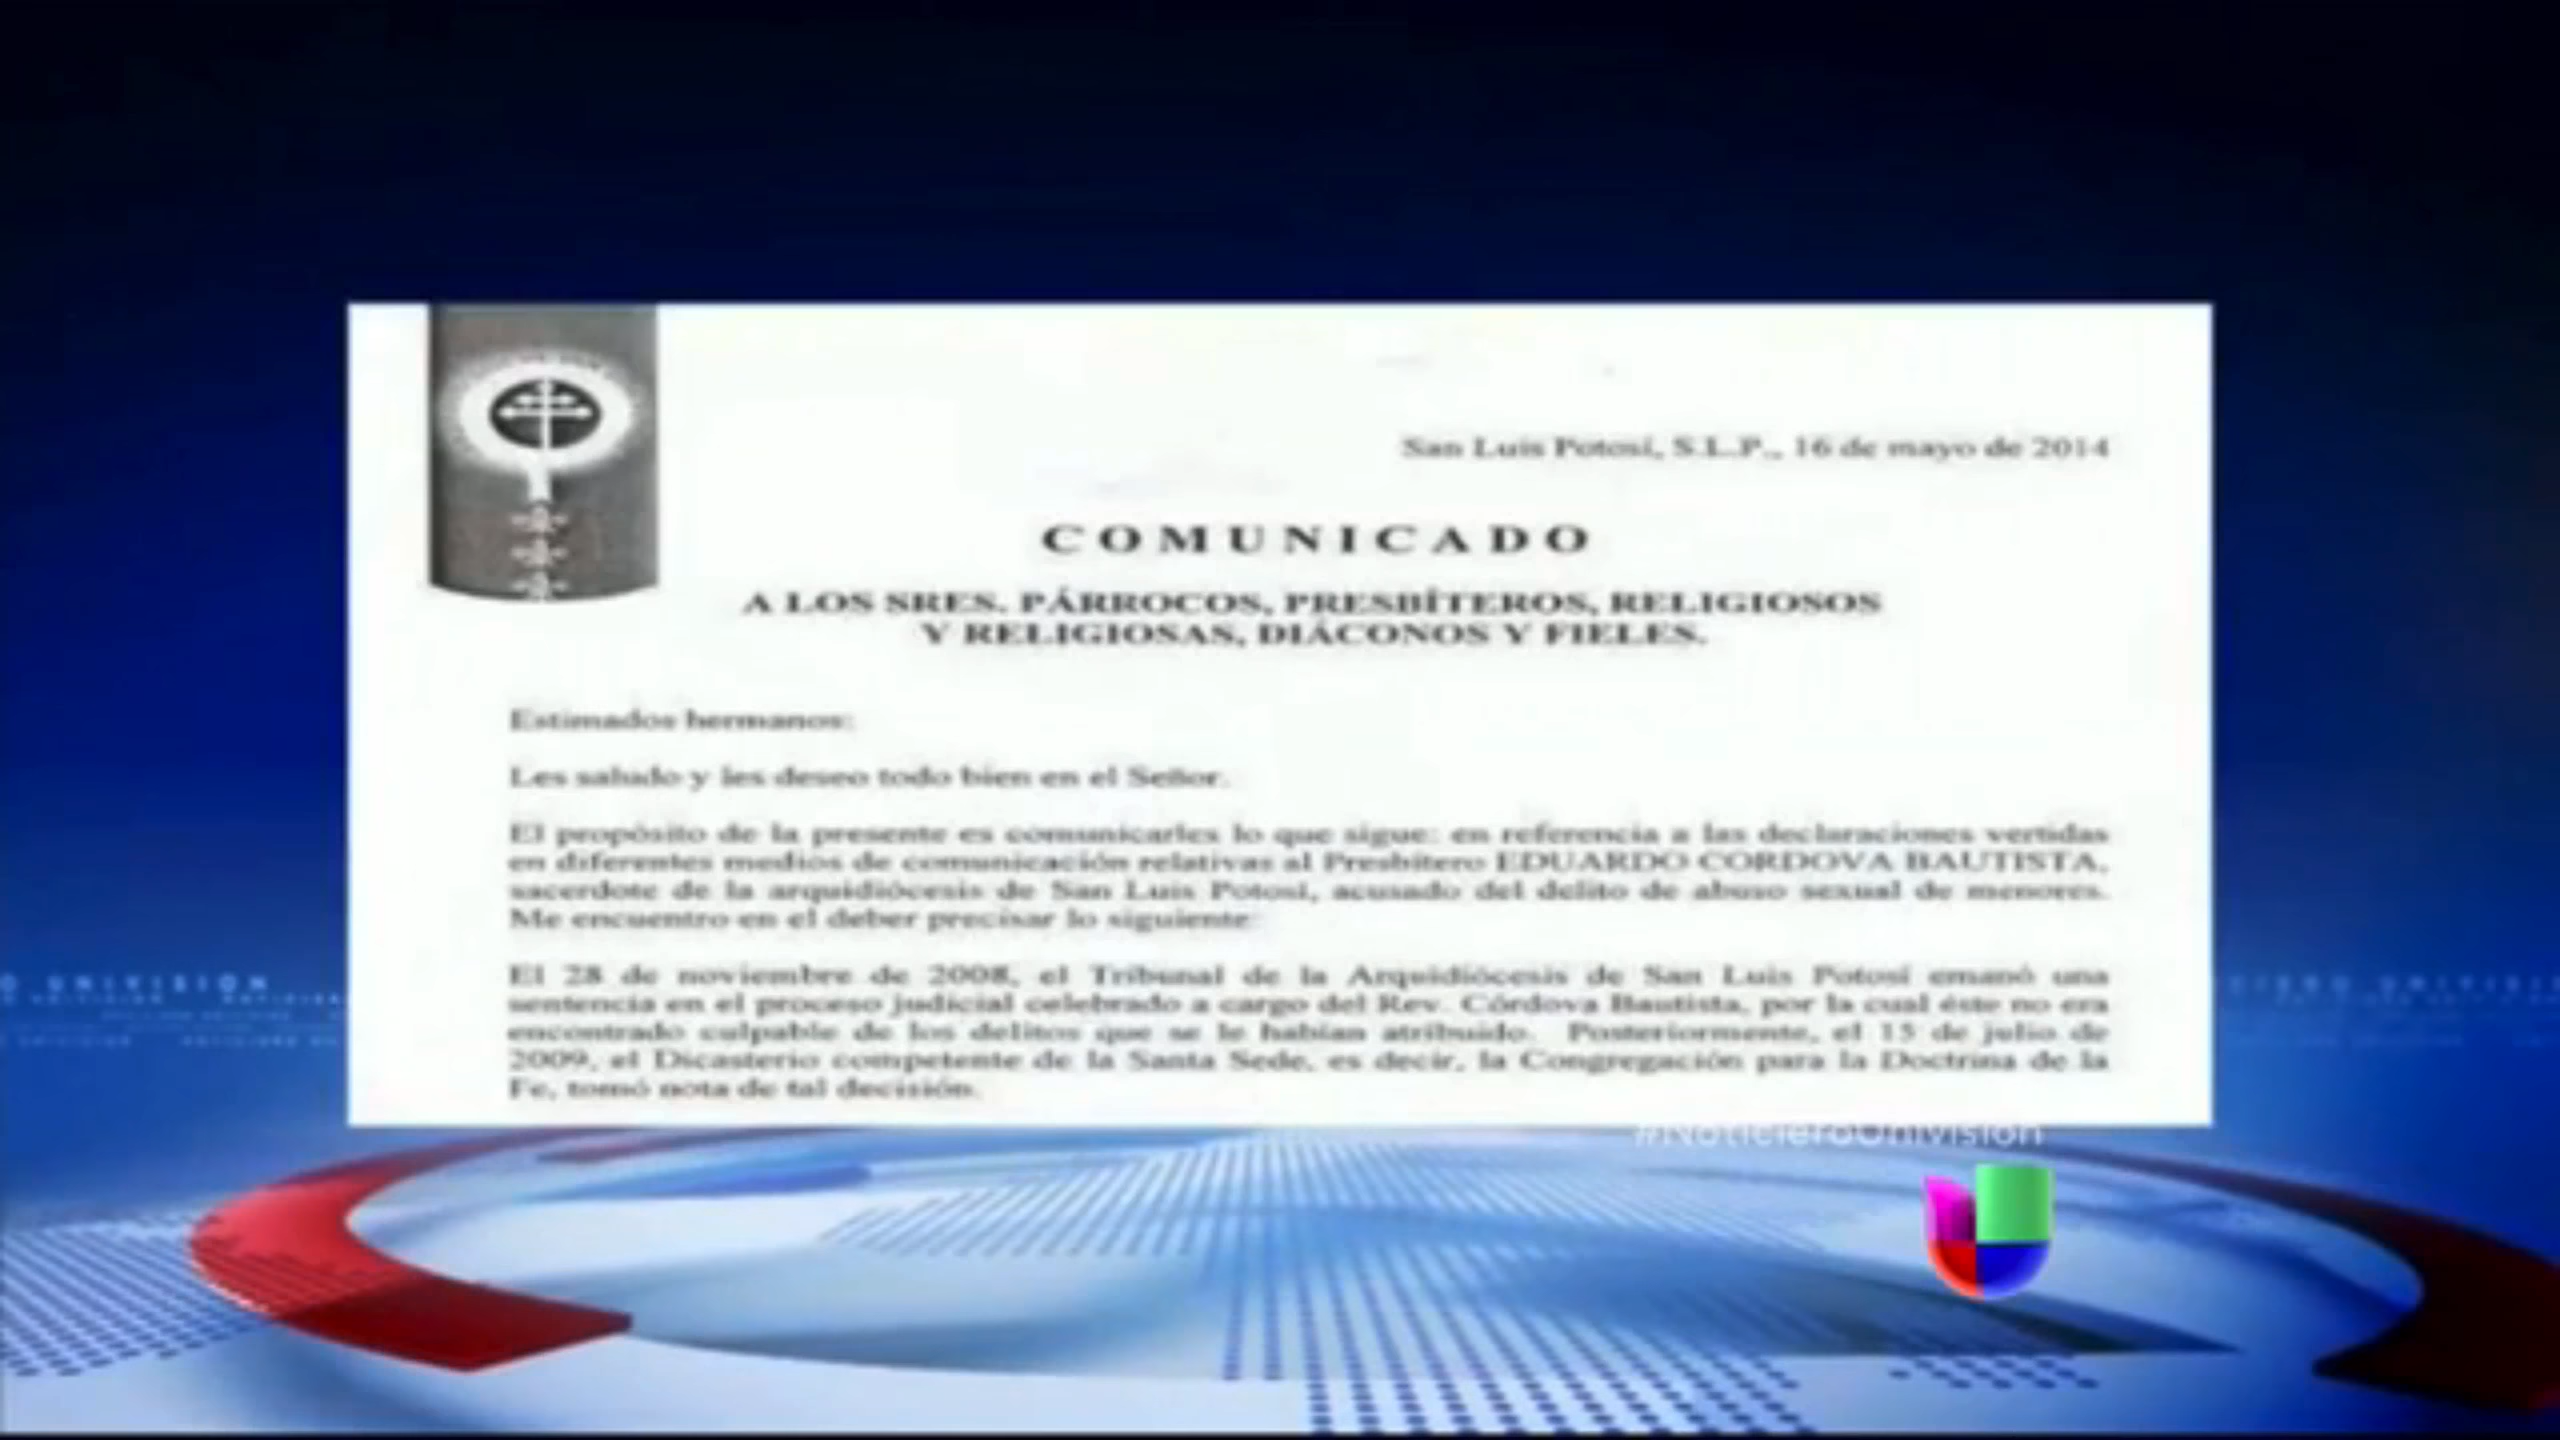 San Luis Potosí, S.L.P., 16 de mayo de 2014
COMUNICADO
A LOS SRES. PÁRROCOS, PRESBÍTEROS, RELIGIOSOS
Y RELIGIOSAS, DIÁCONOS Y FIELES.
Estimados hermanos:
Les saludo y les deseo todo bien en el Señor.
El propósito de la presente es comunicarles lo que sigue: en referencia a las declaraciones vertidas
en diferentes medios de comunicación relativas al Presbítero EDUARDO CORDOVA BAUTISTA,
sacerdote de la arquidiócesis de San Luis Potosí, acusado del delito de abuso sexual de menores.
Me encuentro en el deber precisar lo siguiente:
El 28 de noviembre de 2008, el Tribunal de la Arquidiócesis de San Luis Potosí emanó una
sentencia en el proceso judicial celebrado a cargo del Rev. Córdova Bautista, por la cual éste no era
encontrado culpable de los delitos que se le habían atribuido. Posteriormente, el 15 de julio de
2009, el Dicasterio competente de la Santa Sede, es decir, la Congregación para la Doctrina de la
Fe, tomó nota de tal decisión.
O UNIVISION
#NoticieroUnivision